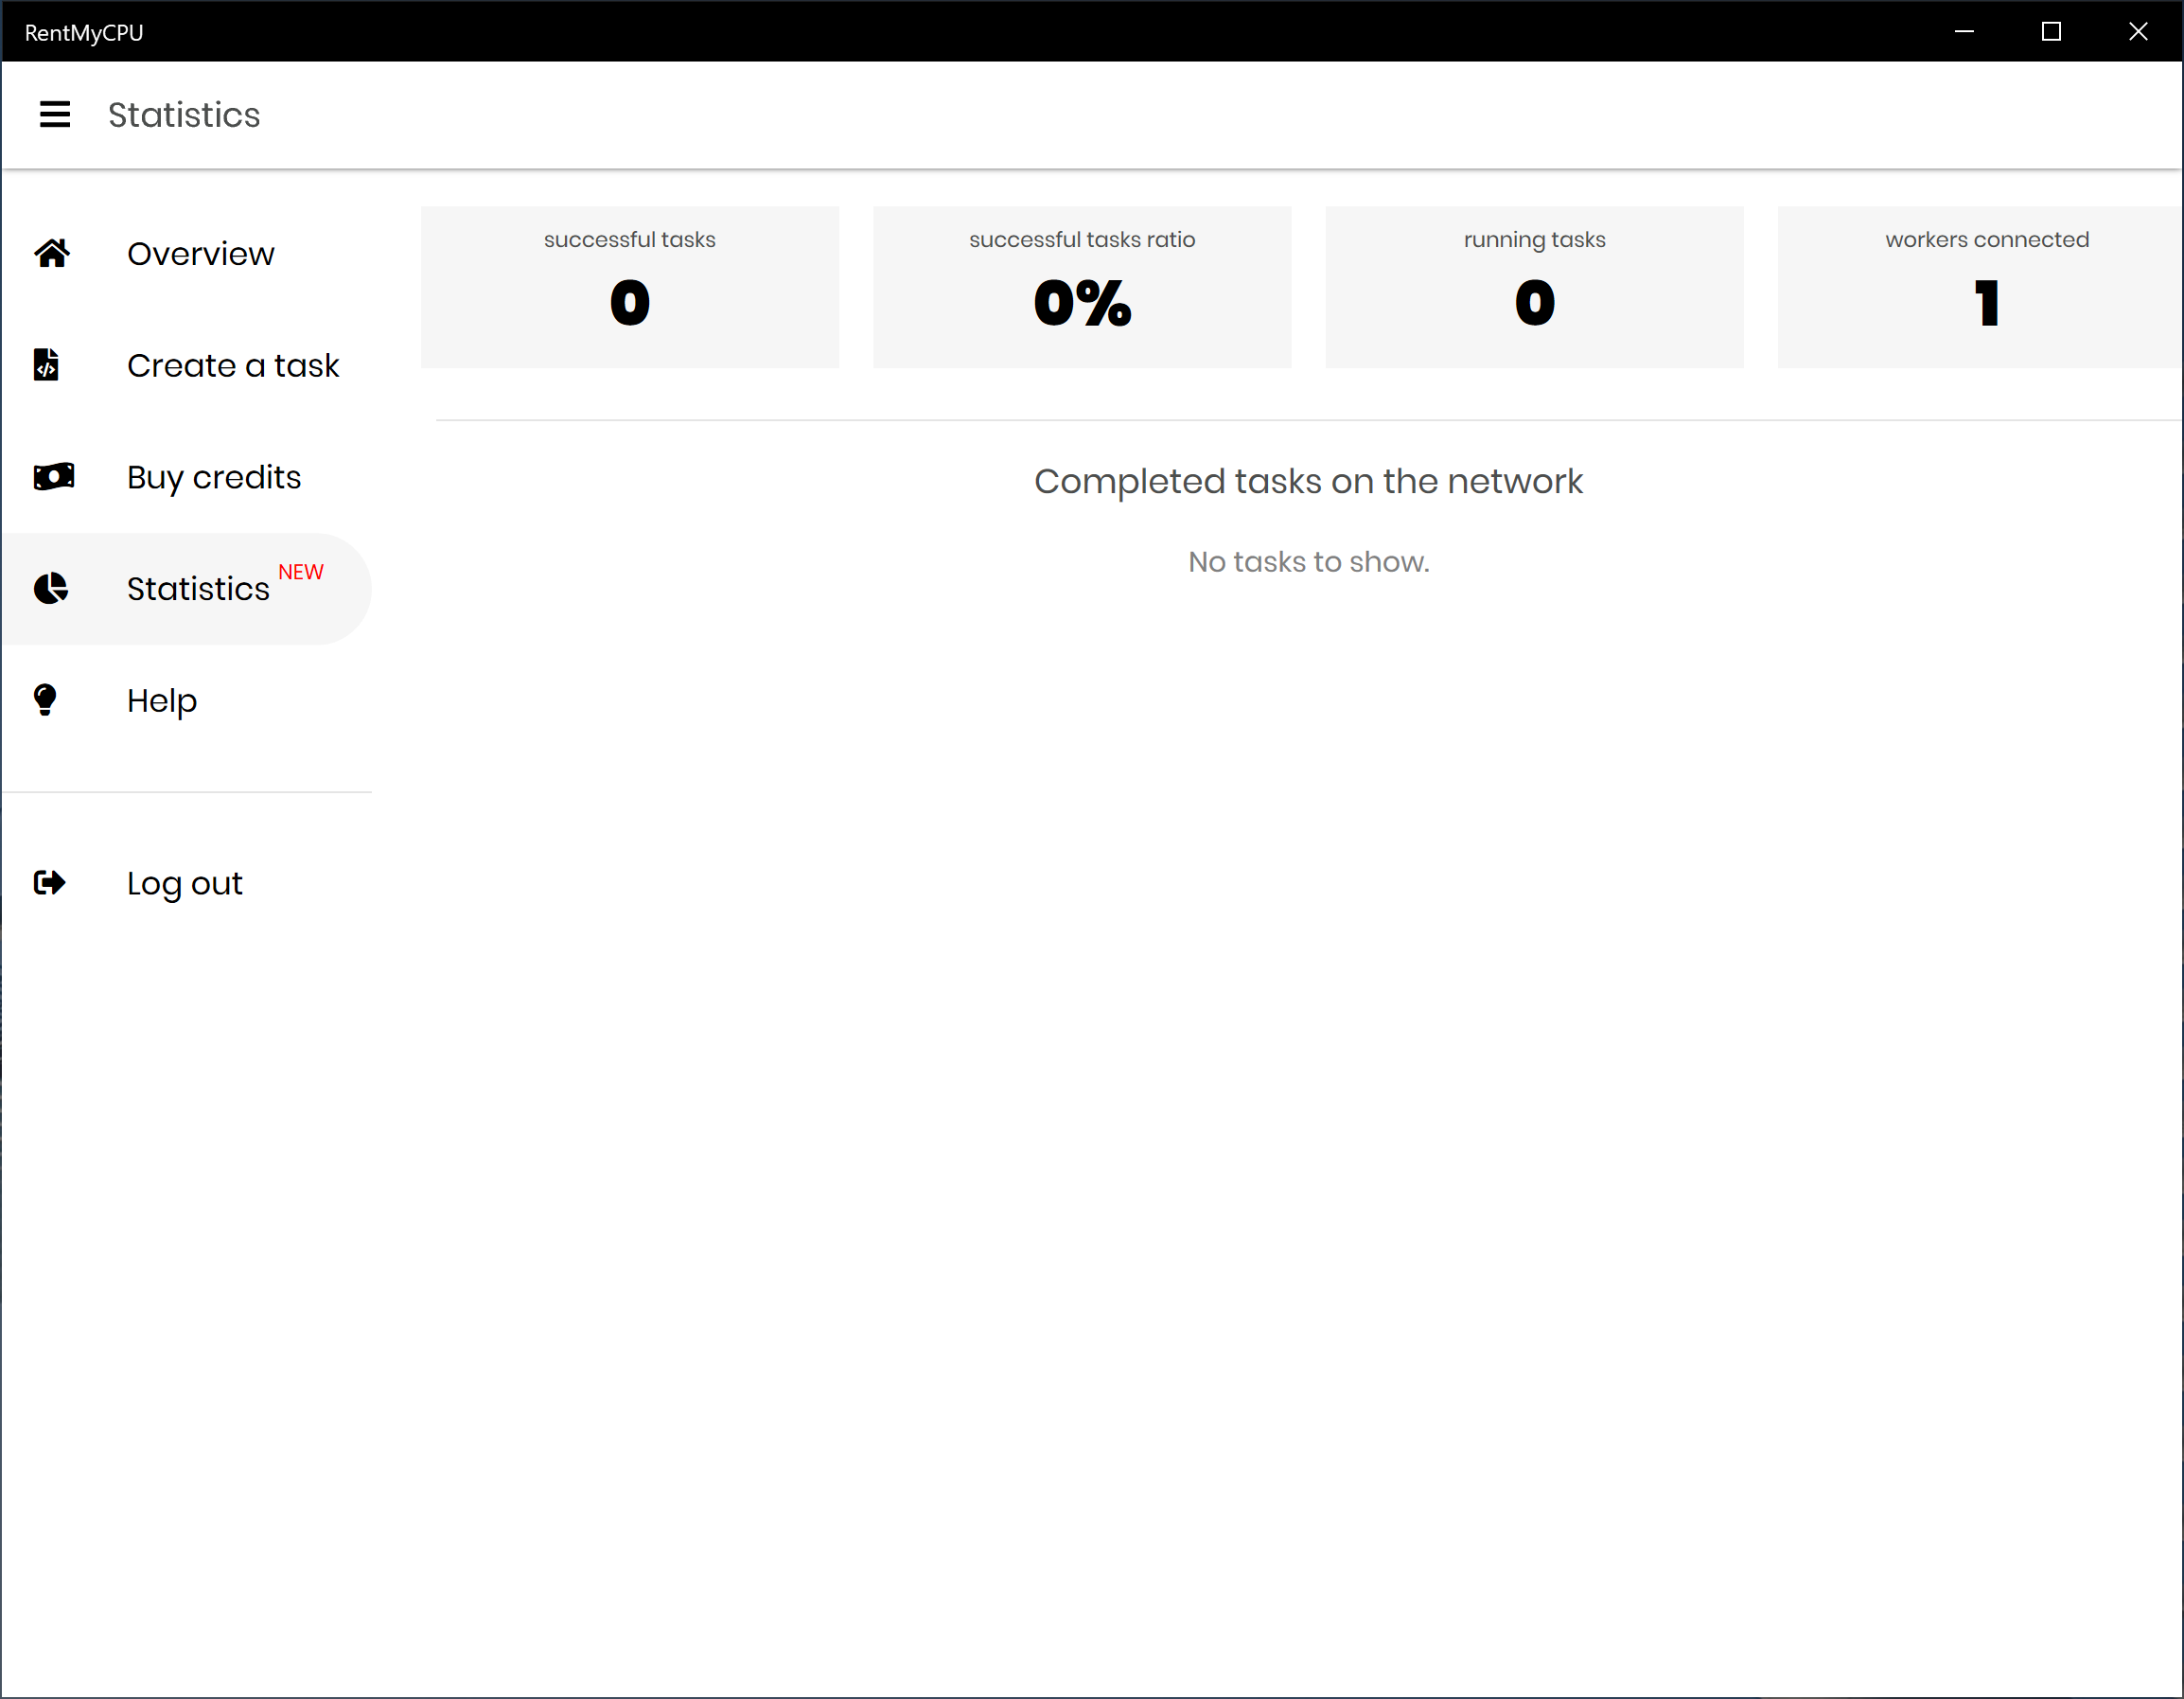 RentMyCPU
Statistics
Overview
Create a task
Buy credits
Statistics NEW
Help
Log out
successful tasks
0
successful tasks ratio
0%
running tasks
0
workers connected
1
Completed tasks on the network
No tasks to show.